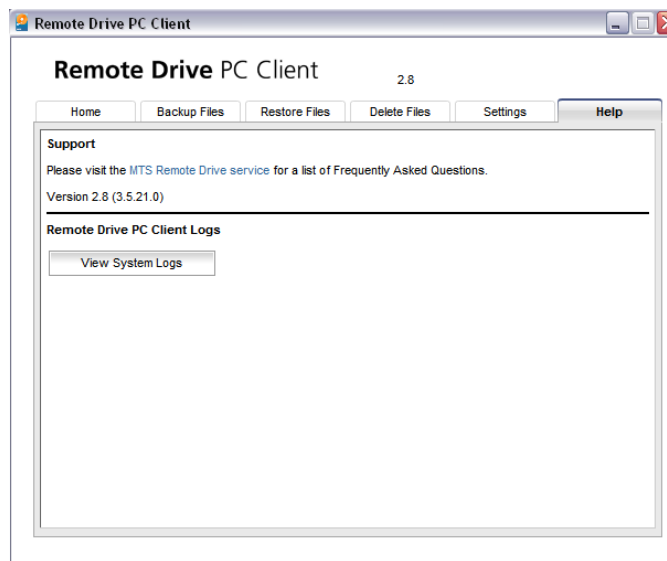 Remote Drive PC Client
Remote Drive PC Client 2.8
Home Backup Files Restore Files Delete Files Settings Help
Support
Please visit the MTS Remote Drive service for a list of Frequently Asked Questions.
Version 2.8 (3.5.21.0)
Remote Drive PC Client Logs
View System Logs